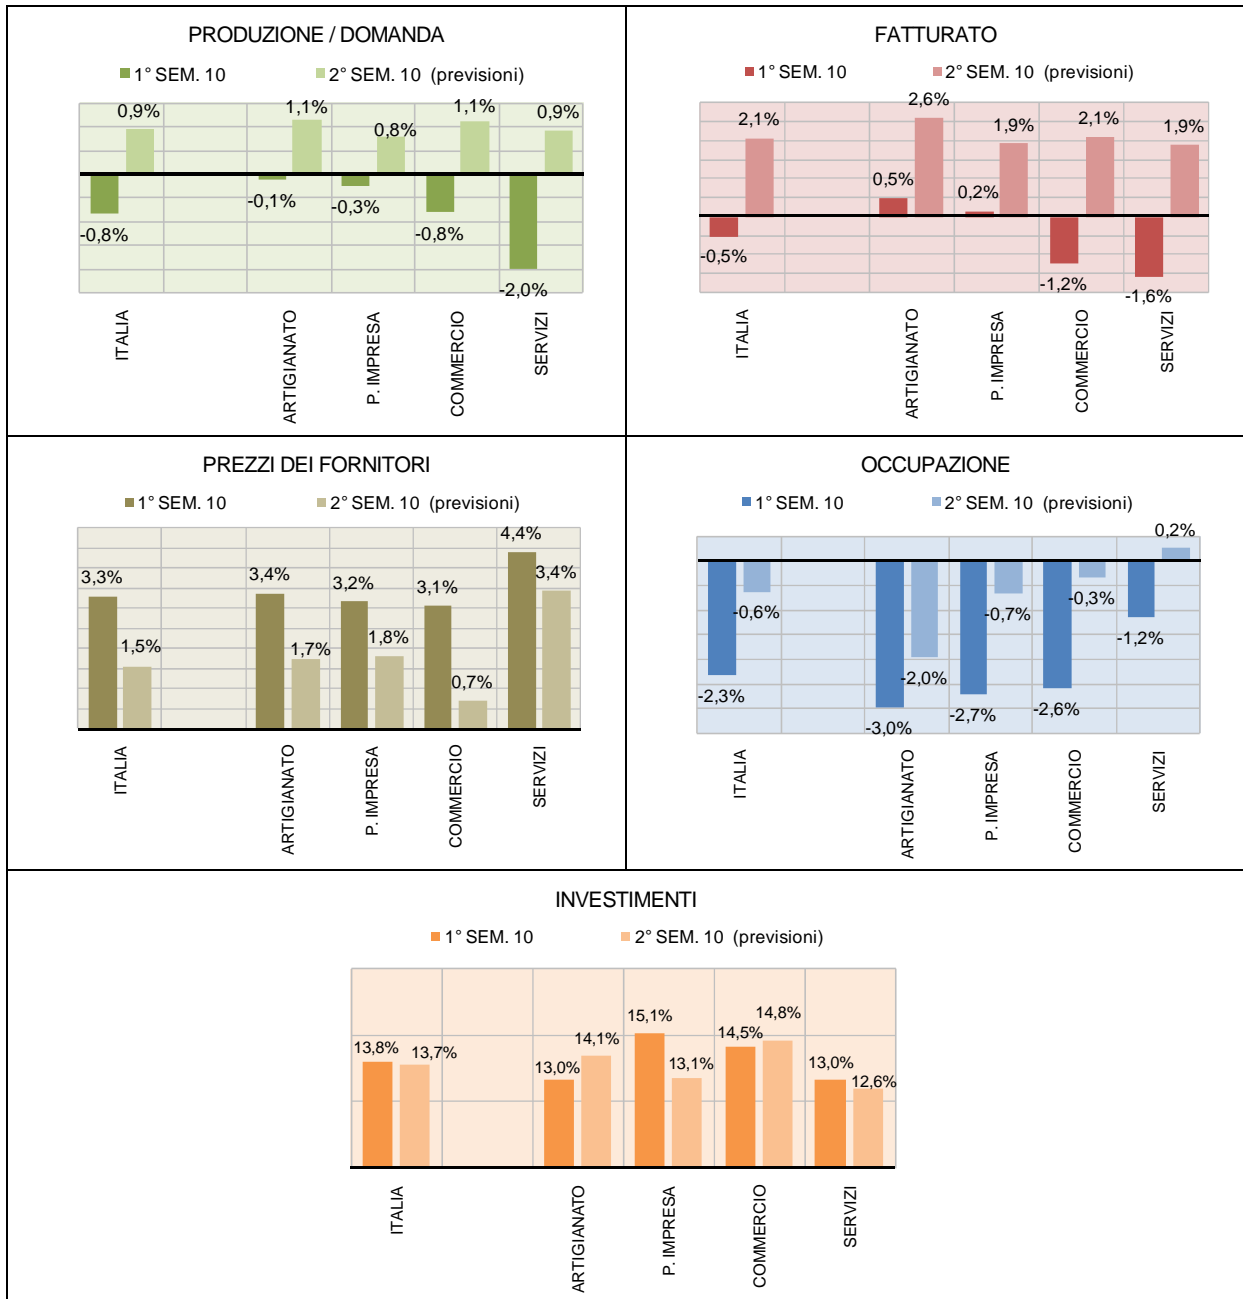 PRODUZIONE / DOMANDA
1° SEM. 10 2° SEM. 10 (previsioni)
0,9% 1,1% 0,8% 1,1% 0,9%
-0,8% -0,1% -0,3% -0,8% -2,0%
ITALIA ARTIGIANATO P. IMPRESA COMMERCIO SERVIZI
FATTURATO
1° SEM. 10 2° SEM. 10 (previsioni)
2,1% 2,6% 1,9% 2,1% 1,9%
-0,5% 0,5% 0,2% -1,2% -1,6%
ITALIA ARTIGIANATO P. IMPRESA COMMERCIO SERVIZI
PREZZI DEI FORNITORI
1° SEM. 10 2° SEM. 10 (previsioni)
3,3% 3,4% 3,2% 3,1% 4,4%
1,5% 1,7% 1,8% 0,7% 3,4%
ITALIA ARTIGIANATO P. IMPRESA COMMERCIO SERVIZI
OCCUPAZIONE
1° SEM. 10 2° SEM. 10 (previsioni)
-0,6% -2,0% -0,7% -0,3% 0,2%
-2,3% -3,0% -2,7% -2,6% -1,2%
ITALIA ARTIGIANATO P. IMPRESA COMMERCIO SERVIZI
INVESTIMENTI
1° SEM. 10 2° SEM. 10 (previsioni)
13,8% 13,7% 13,0% 14,1% 15,1% 13,1% 14,5% 14,8% 13,0% 12,6%
ITALIA ARTIGIANATO P. IMPRESA COMMERCIO SERVIZI